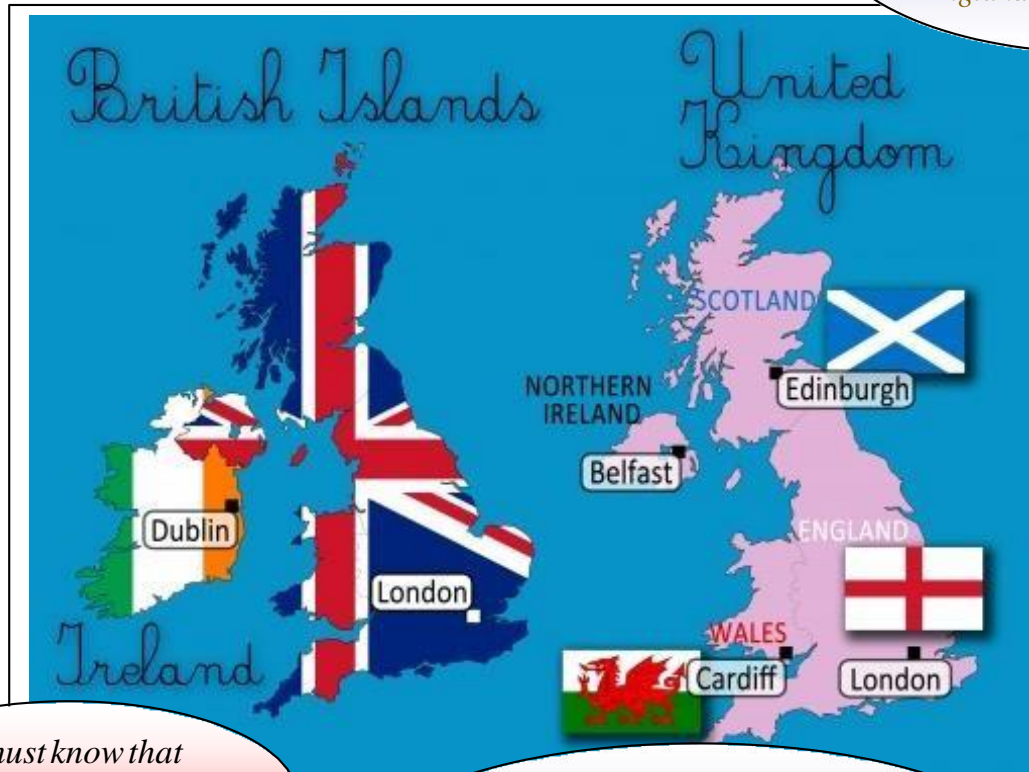 British Islands
United
Kingdom
SCOTLAND
Edinburgh
NORTHERN
IRELAND
Belfast
Dublin
ENGLAND
London
WALES
Ireland
Cardiff
London
must know that